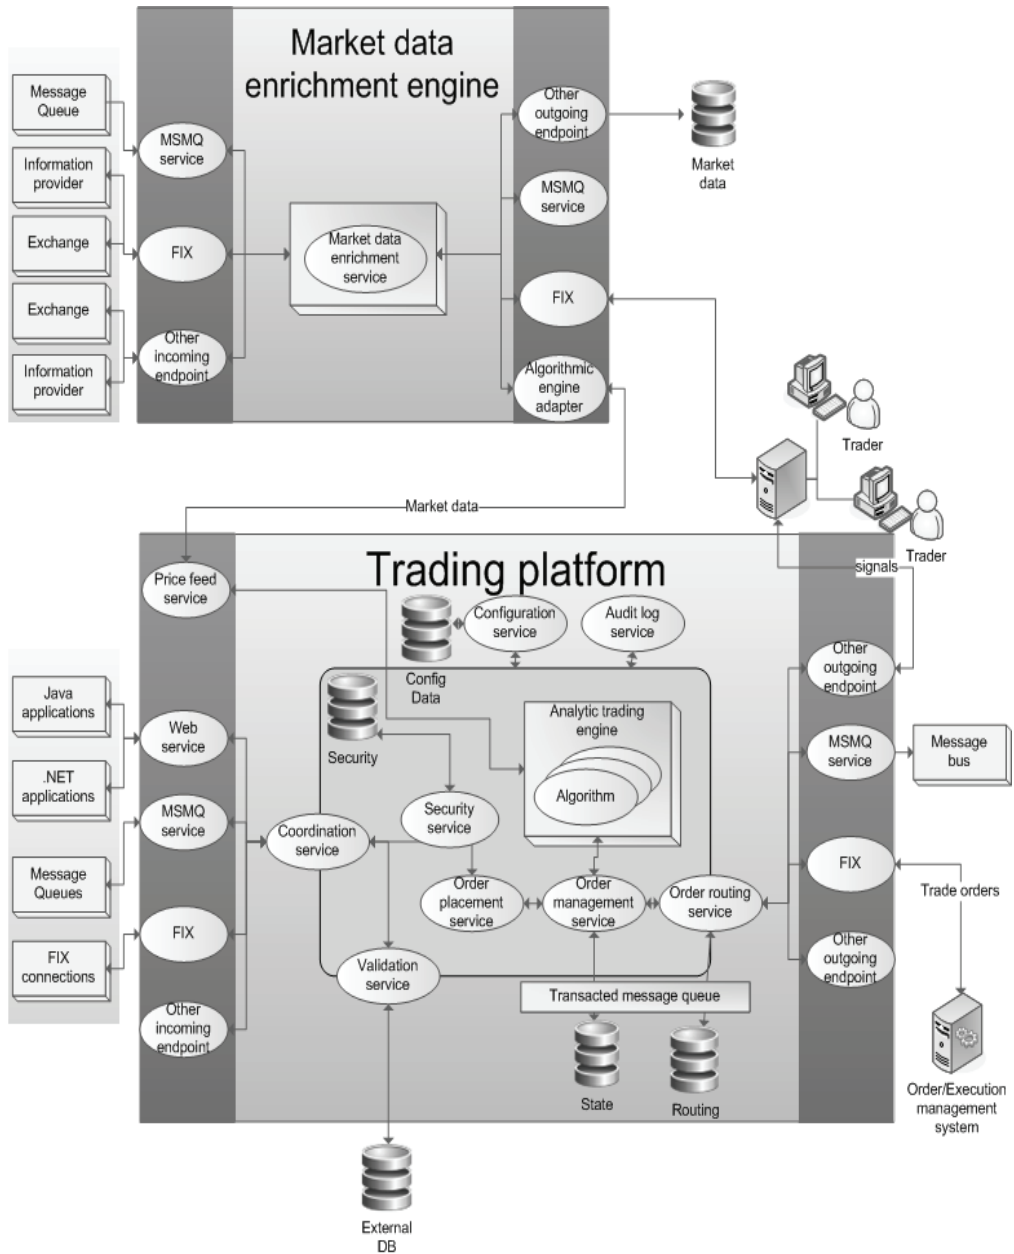 Market data
enrichment engine
Message
Queue
Information
provider
Exchange
Exchange
Information
provider
MSMQ
service
FIX
Other
incoming
endpoint
Market data
enrichment
service
Other
outgoing
endpoint
MSMQ
service
FIX
Algorithmic
engine
adapter
Market
data
Trader
Trader
Market data
signals
Trading platform
Price feed
service
Config
Data
Configuration
service
Audit log
service
Java
applications
.NET
applications
Message
Queues
FIX
connections
Web
service
MSMQ
service
FIX
Other
incoming
endpoint
Security
Coordination
service
Security
service
Analytic trading
engine
Algorithm
Order
placement
service
Order
management
service
Order routing
service
Validation
service
Transacted message queue
State
Routing
Other
outgoing
endpoint
MSMQ
service
FIX
Other
outgoing
endpoint
Message
bus
Trade orders
Order/Execution
management
system
External
DB